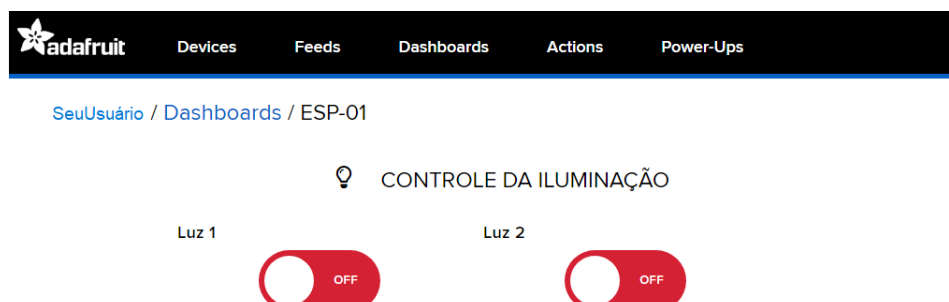 adafruit Devices Feeds Dashboards Actions Power-Ups
SeuUsuário / Dashboards / ESP-01
CONTROLE DA ILUMINAÇÃO
Luz 1 Luz 2
OFF OFF